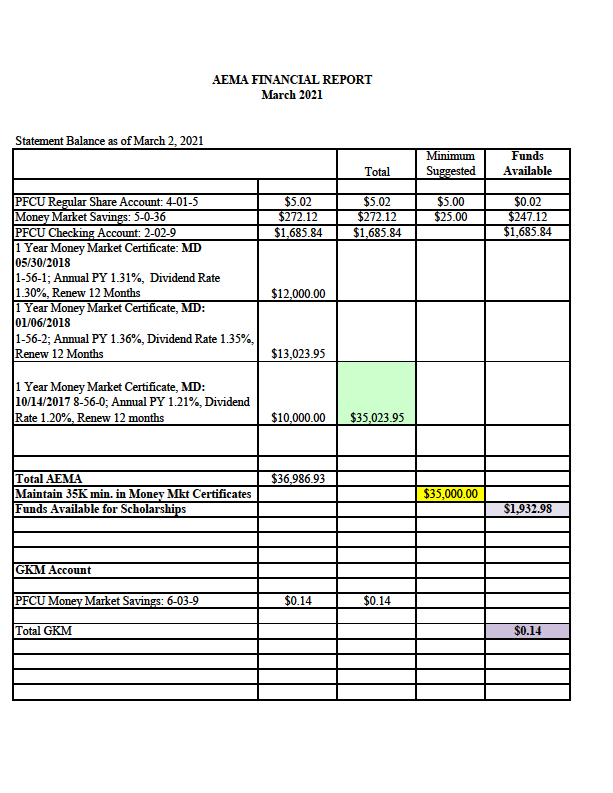 AEMA FINANCIAL REPORT
March 2021
Statement Balance as of March 2, 2021
Total Minimum Suggested Funds Available
PFCU Regular Share Account: 4-01-5 $5.02 $5.02 $5.00 $0.02
Money Market Savings: 5-0-36 $272.12 $272.12 $25.00 $247.12
PFCU Checking Account: 2-02-9 $1,685.84 $1,685.84 $1,685.84
1 Year Money Market Certificate: MD
05/30/2018
1-56-1; Annual PY 1.31%, Dividend Rate
1.30%, Renew 12 Months $12,000.00
1 Year Money Market Certificate, MD:
01/06/2018
1-56-2; Annual PY 1.36%, Dividend Rate 1.35%,
Renew 12 Months $13,023.95
1 Year Money Market Certificate, MD:
10/14/2017 8-56-0; Annual PY 1.21%, Dividend
Rate 1.20%, Renew 12 months $10,000.00 $35,023.95
Total AEMA $36,986.93
Maintain 35K min. in Money Mkt Certificates $35,000.00
Funds Available for Scholarships $1,932.98
GKM Account
PFCU Money Market Savings: 6-03-9 $0.14 $0.14
Total GKM $0.14